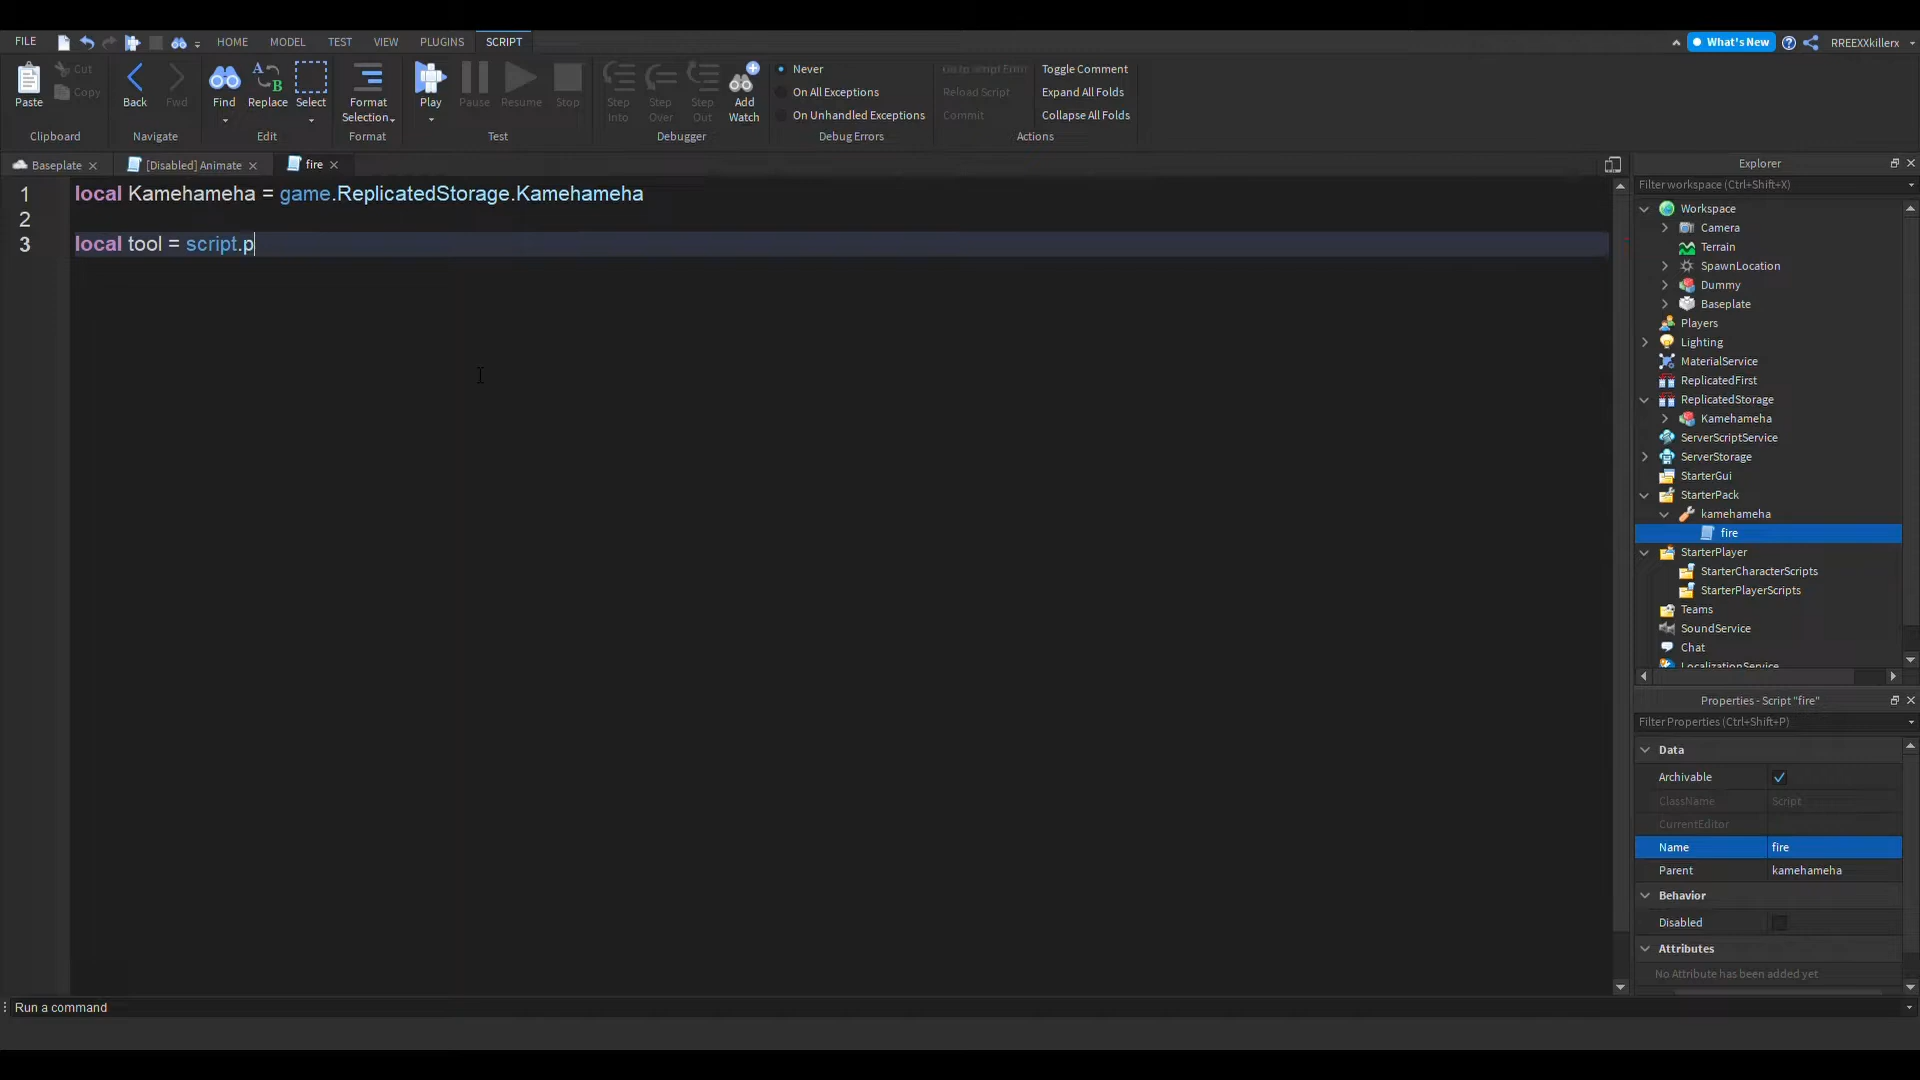 FILE HOME MODEL TEST VIEW PLUGINS SCRIPT What's New RREEXXkillerx
Paste Cut Copy
Back Fwd
Find Replace Select
Format Selection
Play Pause Resume Stop
Step Into Step Over Step Out Add Watch
Never
On All Exceptions
On Unhandled Exceptions
Go to Script Error
Reload Script
Commit
Toggle Comment
Expand All Folds
Collapse All Folds
Clipboard Navigate Edit Format Test Debugger Debug Errors Actions
Baseplate [Disabled] Animate fire
1 local Kamehameha = game.ReplicatedStorage.Kamehameha
2
3 local tool = script.p
Explorer
Filter workspace (Ctrl+Shift+X)
Workspace
Camera
Terrain
SpawnLocation
Dummy
Baseplate
Players
Lighting
MaterialService
ReplicatedFirst
ReplicatedStorage
Kamehameha
ServerScriptService
ServerStorage
StarterGui
StarterPack
kamehameha
fire
StarterPlayer
StarterCharacterScripts
StarterPlayerScripts
Teams
SoundService
Chat
LocalizationService
Properties - Script "fire"
Filter Properties (Ctrl+Shift+P)
Data
Archivable
ClassName Script
CurrentEditor
Name fire
Parent kamehameha
Behavior
Disabled
Attributes
No Attribute has been added yet
Run a command